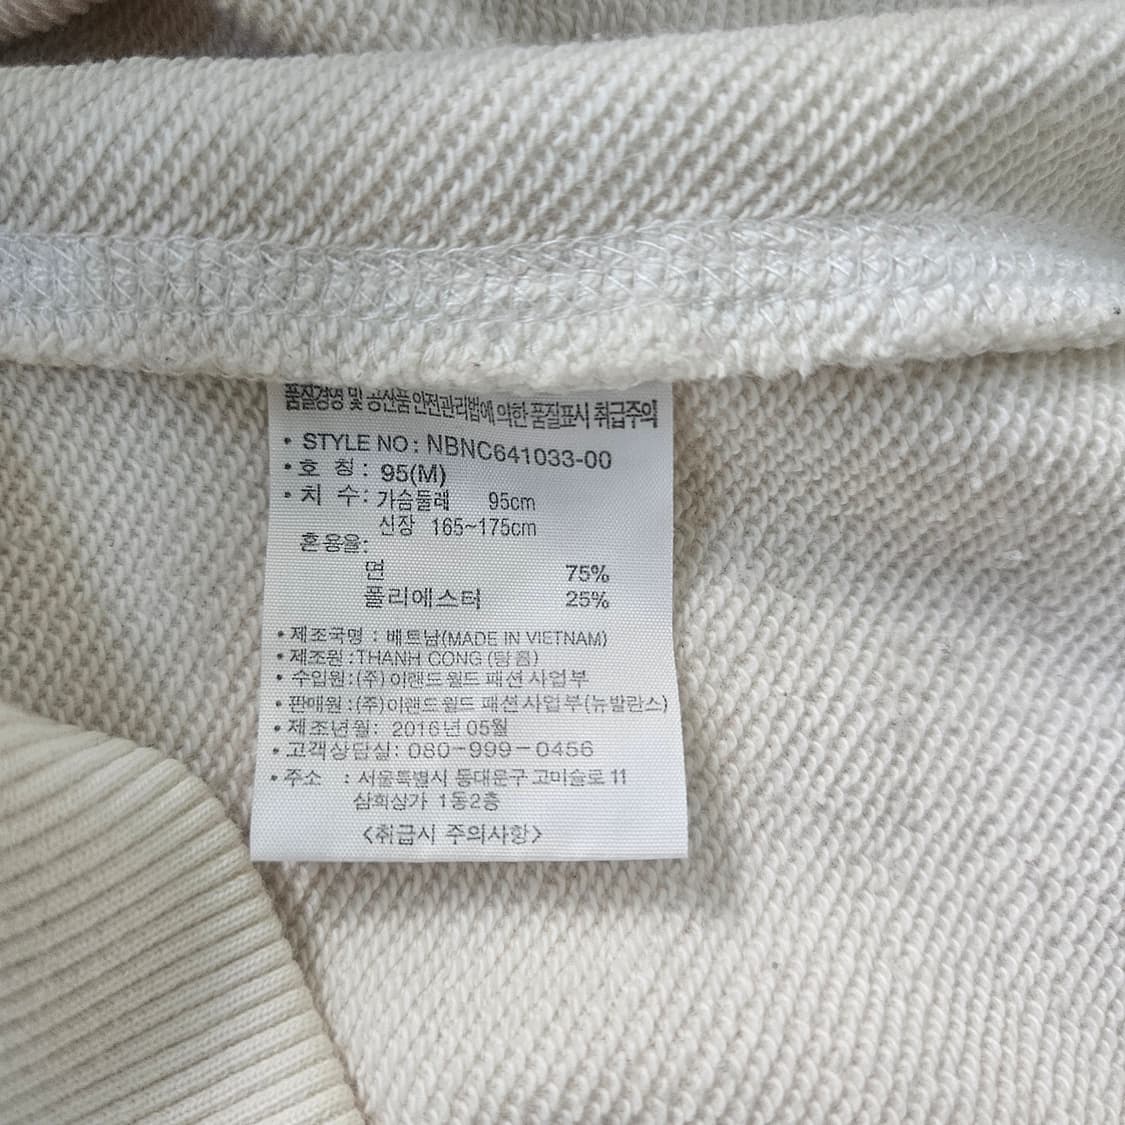 품질경영 및 공산품안전관리법에 의한 품질표시 취급주의
• STYLE NO : NBNC641033-00
• 호 칭 : 95(M)
• 치 수 : 가슴둘레 95cm
신장 165~175cm
혼용율:
면 75%
폴리에스터 25%
• 제조국명 : 베트남(MADE IN VIETNAM)
• 제조원 :THANH CONG (탕콤)
• 수입원 :(주) 이랜드월드 패션사업부
• 판매원 :(주)이랜드월드 패션사업부(뉴발란스)
• 제조년월: 2016년 05월
• 고객상담실: 080-999-0456
• 주소 : 서울특별시 동대문구 고미술로 11
삼희상가 1동2층
<취급시 주의사항>